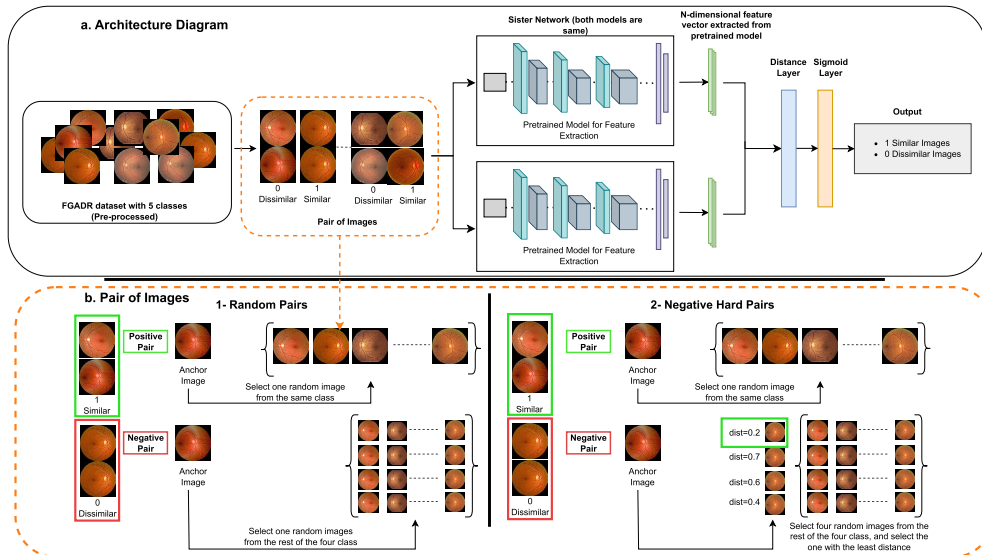 a. Architecture Diagram
FGADR dataset with 5 classes
(Pre-processed)
0
Dissimilar
1
Similar
0
Dissimilar
1
Similar
Pair of Images
Sister Network (both models are
same)
Pretrained Model for Feature
Extraction
Pretrained Model for Feature
Extraction
N-dimensional feature
vector extracted from
pretrained model
Distance
Layer
Sigmoid
Layer
Output
• 1 Similar Images
• 0 Dissimilar Images
b. Pair of Images
1- Random Pairs
1
Similar
Positive
Pair
Anchor
Image
Select one random image
from the same class
0
Dissimilar
Negative
Pair
Anchor
Image
Select one random images
from the rest of the four class
2- Negative Hard Pairs
1
Similar
Positive
Pair
Anchor
Image
Select one random image
from the same class
0
Dissimilar
Negative
Pair
Anchor
Image
dist=0.2
dist=0.7
dist=0.6
dist=0.4
Select four random images from the
rest of the four class, and select the
one with the least distance